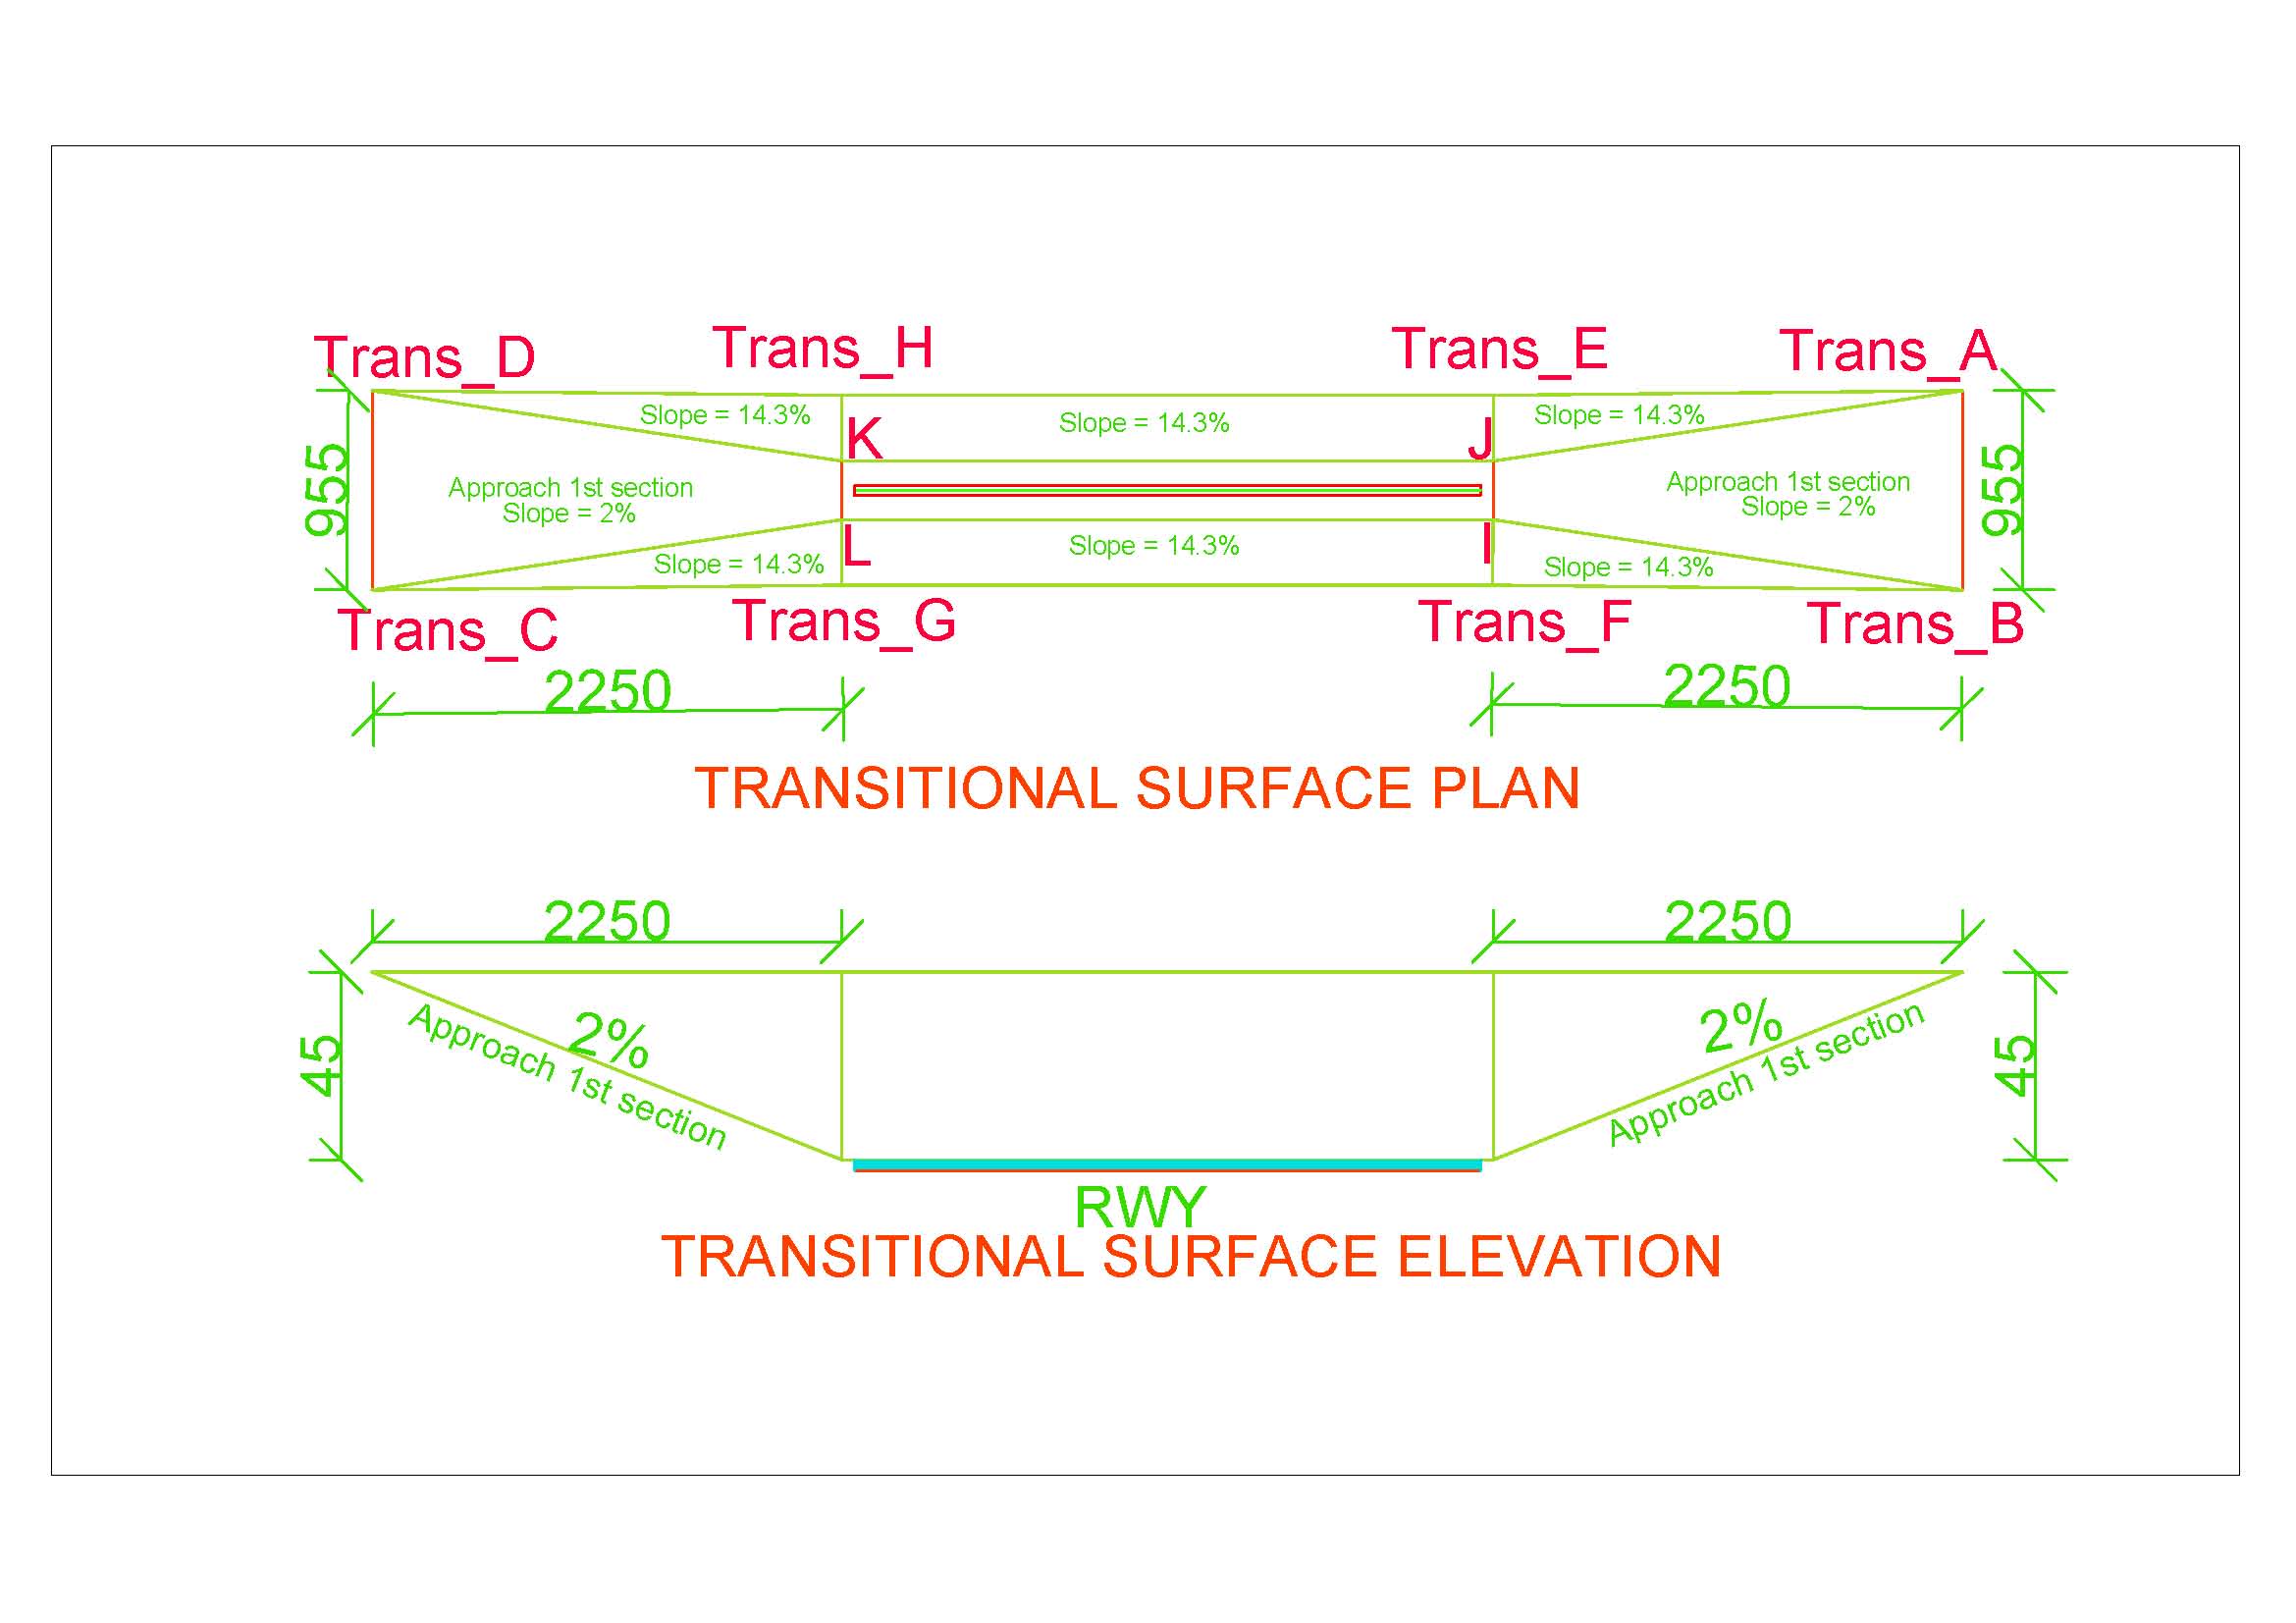 Trans_D
Trans_H
Trans_E
Trans_A
Slope = 14.3%
Slope = 14.3%
Slope = 14.3%
K
J
955
Approach 1st section
Slope = 2%
Approach 1st section
Slope = 2%
955
L
I
Slope = 14.3%
Slope = 14.3%
Slope = 14.3%
Trans_C
Trans_G
Trans_F
Trans_B
2250
2250
TRANSITIONAL SURFACE PLAN
2250
2250
45
2%
Approach 1st section
2%
Approach 1st section
45
RWY
TRANSITIONAL SURFACE ELEVATION